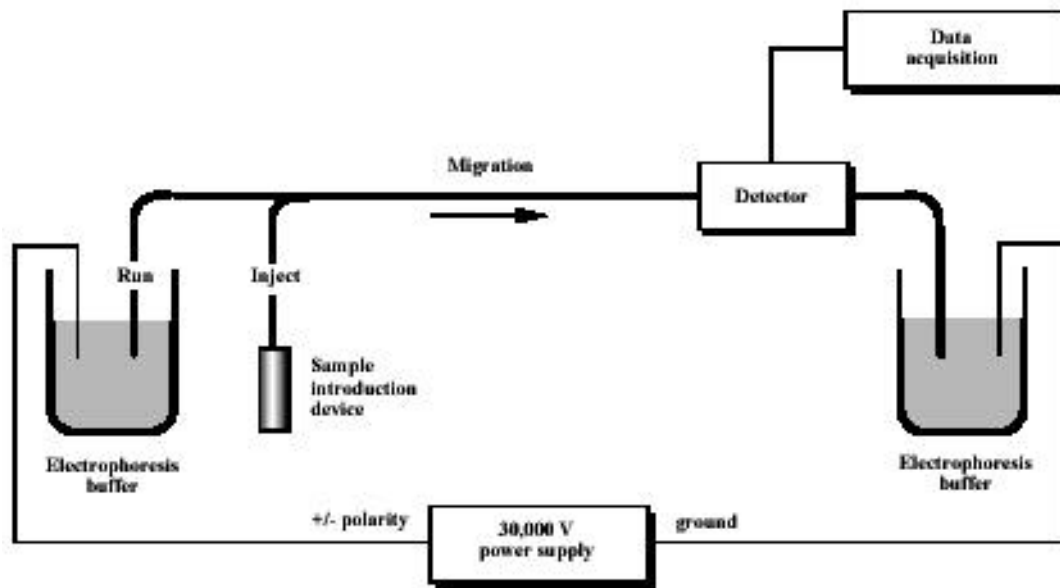 Data
acquisition
Migration
Detector
Run
Inject
Sample
introduction
device
Electrophoresis
buffer
Electrophoresis
buffer
+/- polarity
30,000 V
power supply
ground